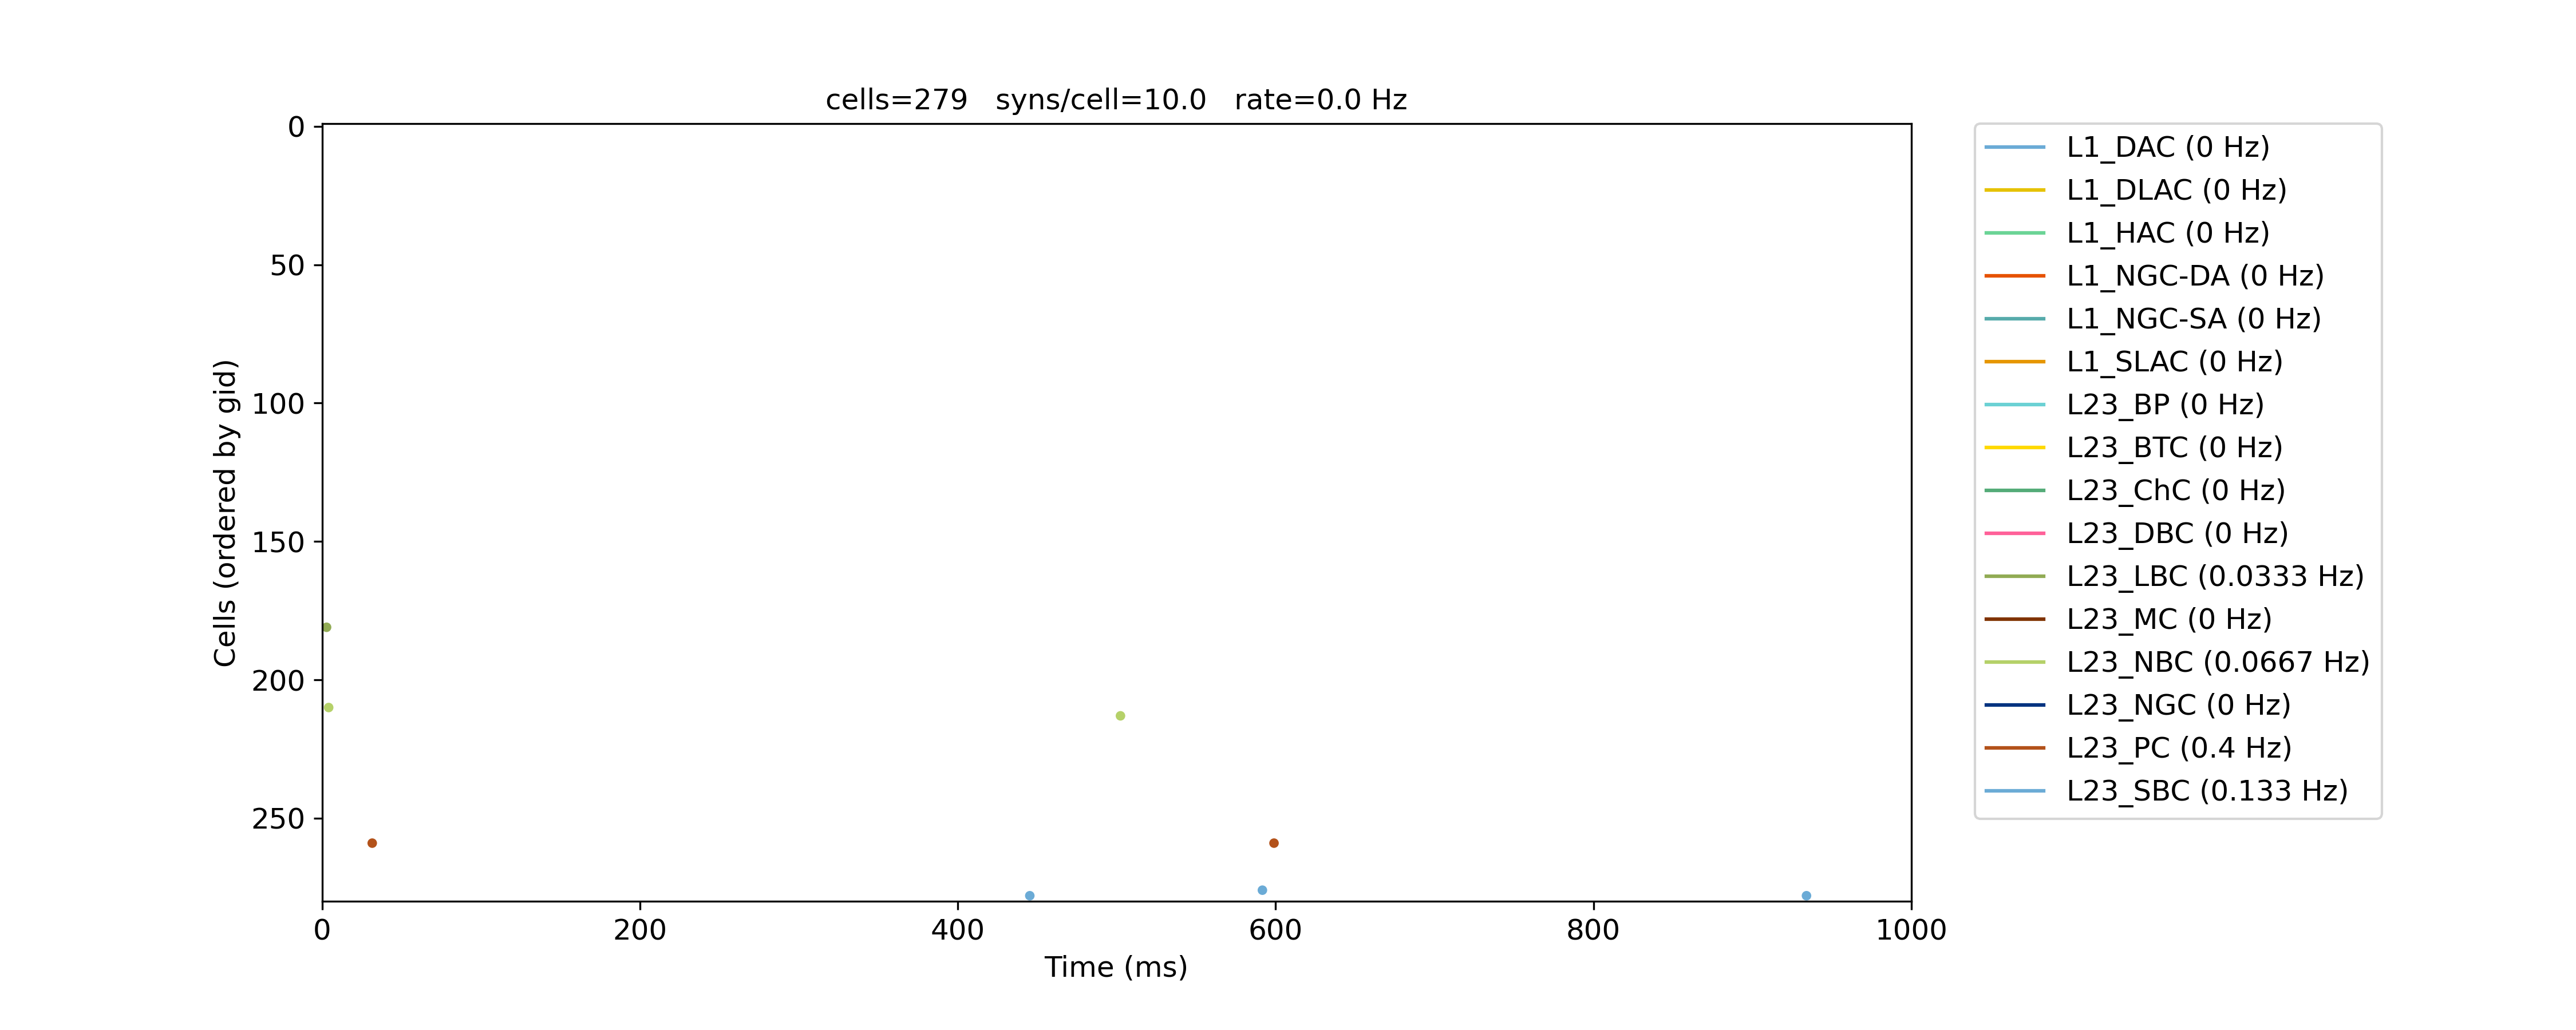 cells=279   syns/cell=10.0   rate=0.0 Hz
Cells (ordered by gid)
0
50
100
150
200
250
0 200 400 600 800 1000
Time (ms)
L1_DAC (0 Hz)
L1_DLAC (0 Hz)
L1_HAC (0 Hz)
L1_NGC-DA (0 Hz)
L1_NGC-SA (0 Hz)
L1_SLAC (0 Hz)
L23_BP (0 Hz)
L23_BTC (0 Hz)
L23_ChC (0 Hz)
L23_DBC (0 Hz)
L23_LBC (0.0333 Hz)
L23_MC (0 Hz)
L23_NBC (0.0667 Hz)
L23_NGC (0 Hz)
L23_PC (0.4 Hz)
L23_SBC (0.133 Hz)